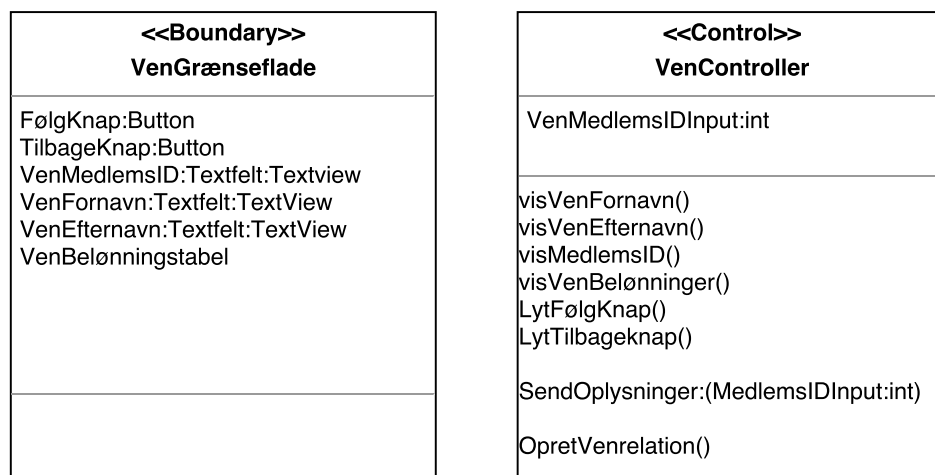 <<Boundary>>
VenGrænseflade
FølgKnap:Button
TilbageKnap:Button
VenMedlemsID:Textfelt:Textview
VenFornavn:Textfelt:TextView
VenEfternavn:Textfelt:TextView
VenBelønningstabel
<<Control>>
VenController
VenMedlemsIDInput:int
visVenFornavn()
visVenEfternavn()
visMedlemsID()
visVenBelønninger()
LytFølgKnap()
LytTilbageknap()
SendOplysninger:(MedlemsIDInput:int)
OpretVenrelation()